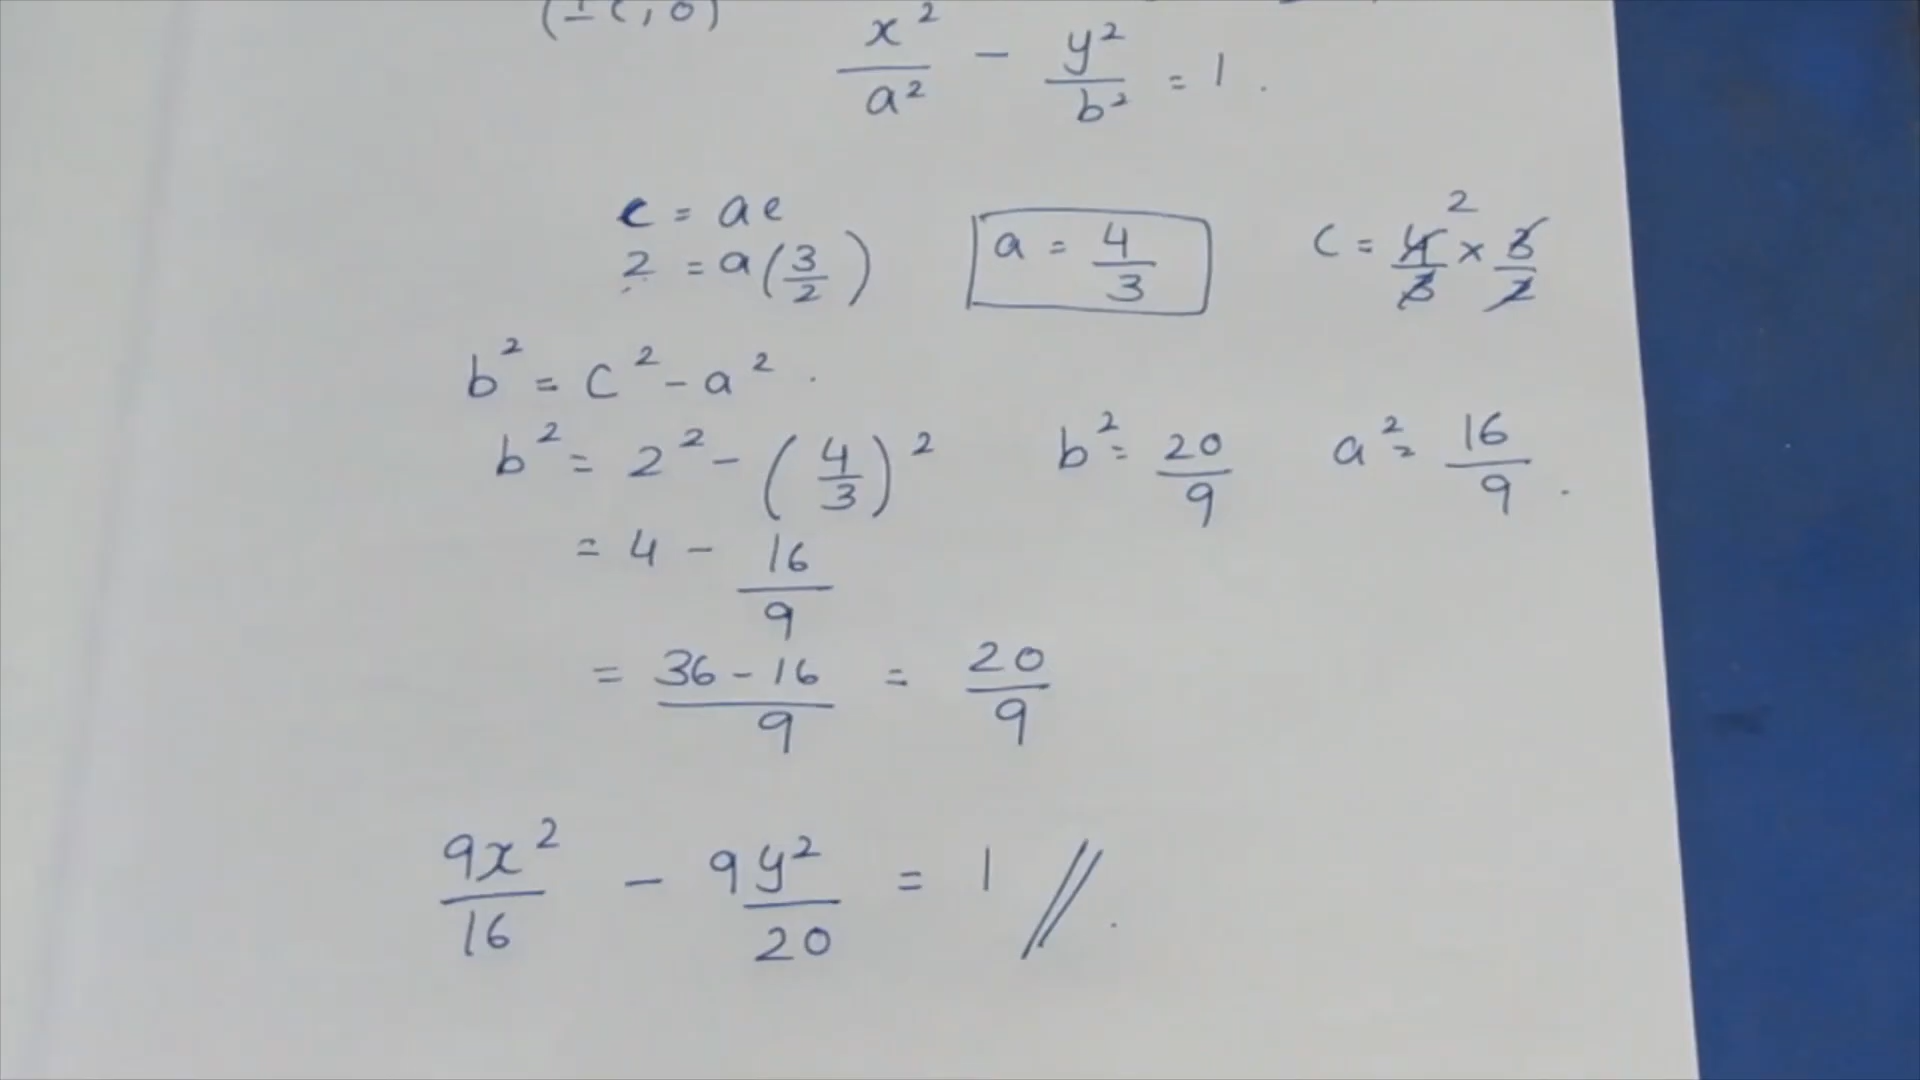 (±c, 0)
x²/a² - y²/b² = 1.
c = ae
2 = a(3/2)
a = 4/3
c = 4/3 × 3/2
2
b² = c² - a².
b² = 2² - (4/3)²
b² = 20/9
a² = 16/9.
= 4 - 16/9
= 36 - 16/9 = 20/9
9x²/16 - 9y²/20 = 1 //.